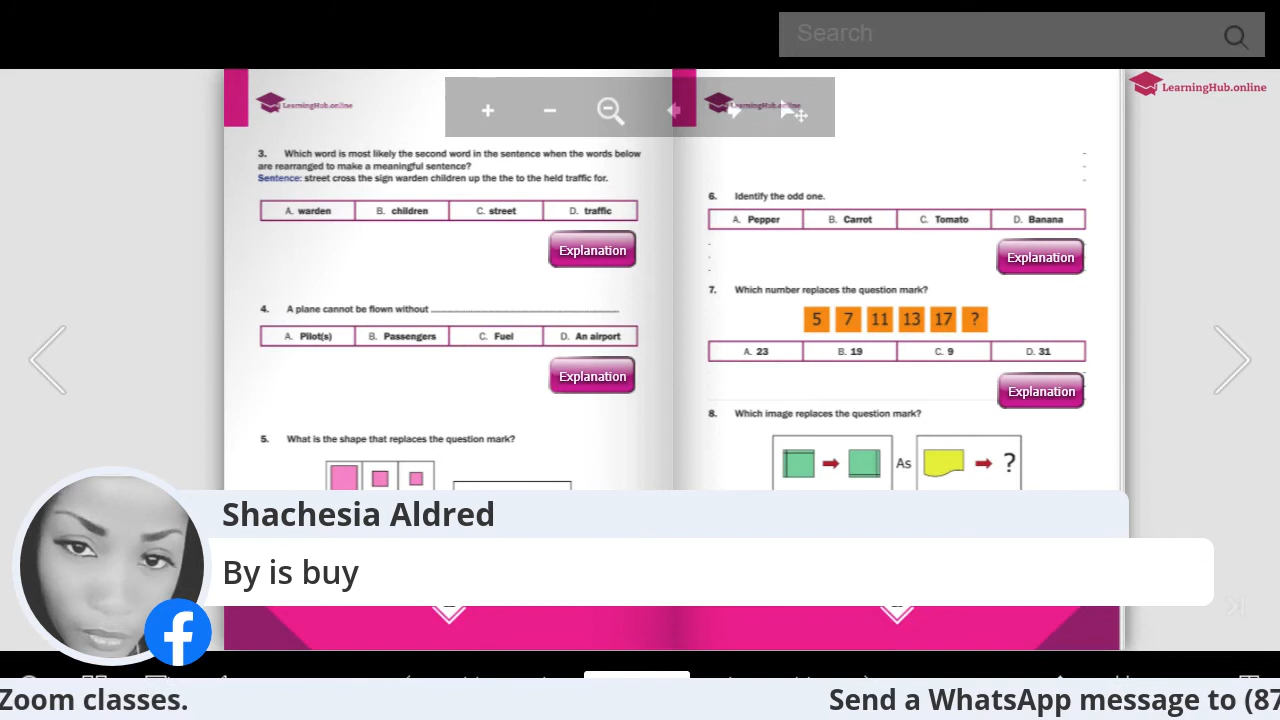 Search
LearningHub.online
LearningHub.online
LearningHub.online
3. Which word is most likely the second word in the sentence when the words below
are rearranged to make a meaningful sentence?
Sentence: street cross the sign warden children up the the to the held traffic for.
A. warden B. children C. street D. traffic
Explanation
4. A plane cannot be flown without ____________________
A. Pilot(s) B. Passengers C. Fuel D. An airport
Explanation
5. What is the shape that replaces the question mark?
6. Identify the odd one.
A. Pepper B. Carrot C. Tomato D. Banana
Explanation
7. Which number replaces the question mark?
5 7 11 13 17 ?
A. 23 B. 19 C. 9 D. 31
Explanation
8. Which image replaces the question mark?
As ?
Shachesia Aldred
By is buy
Zoom classes. Send a WhatsApp message to (87